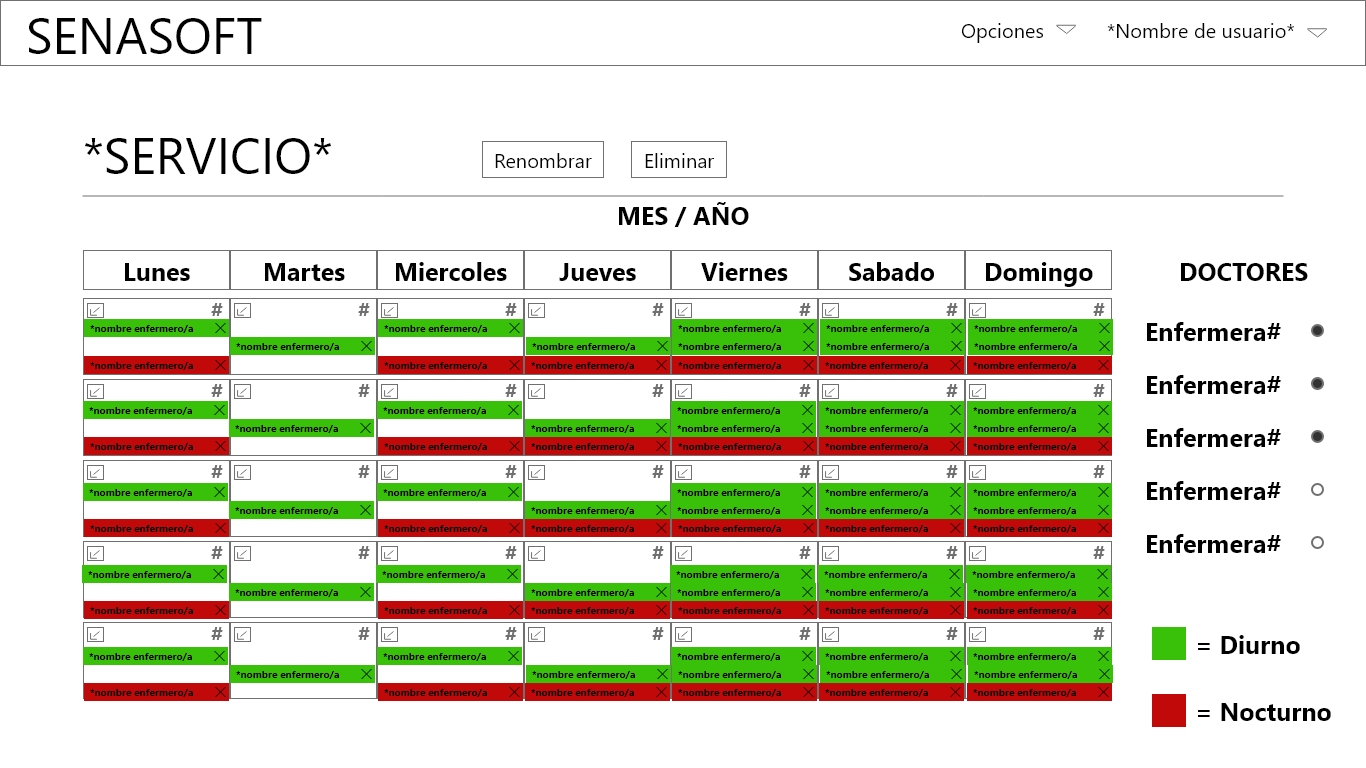 SENASOFT
Opciones
*Nombre de usuario*
*SERVICIO*
Renombrar
Eliminar
MES / AÑO
Lunes Martes Miercoles Jueves Viernes Sabado Domingo
# # # # # # #
*nombre enfermero/a *nombre enfermero/a *nombre enfermero/a *nombre enfermero/a *nombre enfermero/a
*nombre enfermero/a *nombre enfermero/a *nombre enfermero/a *nombre enfermero/a *nombre enfermero/a
*nombre enfermero/a *nombre enfermero/a *nombre enfermero/a *nombre enfermero/a *nombre enfermero/a *nombre enfermero/a
# # # # # # #
*nombre enfermero/a *nombre enfermero/a *nombre enfermero/a *nombre enfermero/a *nombre enfermero/a
*nombre enfermero/a *nombre enfermero/a *nombre enfermero/a *nombre enfermero/a *nombre enfermero/a
*nombre enfermero/a *nombre enfermero/a *nombre enfermero/a *nombre enfermero/a *nombre enfermero/a *nombre enfermero/a
# # # # # # #
*nombre enfermero/a *nombre enfermero/a *nombre enfermero/a *nombre enfermero/a *nombre enfermero/a
*nombre enfermero/a *nombre enfermero/a *nombre enfermero/a *nombre enfermero/a *nombre enfermero/a
*nombre enfermero/a *nombre enfermero/a *nombre enfermero/a *nombre enfermero/a *nombre enfermero/a *nombre enfermero/a
# # # # # # #
*nombre enfermero/a *nombre enfermero/a *nombre enfermero/a *nombre enfermero/a *nombre enfermero/a
*nombre enfermero/a *nombre enfermero/a *nombre enfermero/a *nombre enfermero/a *nombre enfermero/a
*nombre enfermero/a *nombre enfermero/a *nombre enfermero/a *nombre enfermero/a *nombre enfermero/a *nombre enfermero/a
# # # # # # #
*nombre enfermero/a *nombre enfermero/a *nombre enfermero/a *nombre enfermero/a *nombre enfermero/a
*nombre enfermero/a *nombre enfermero/a *nombre enfermero/a *nombre enfermero/a *nombre enfermero/a
*nombre enfermero/a *nombre enfermero/a *nombre enfermero/a *nombre enfermero/a *nombre enfermero/a *nombre enfermero/a
DOCTORES
Enfermera#
Enfermera#
Enfermera#
Enfermera#
Enfermera#
= Diurno
= Nocturno